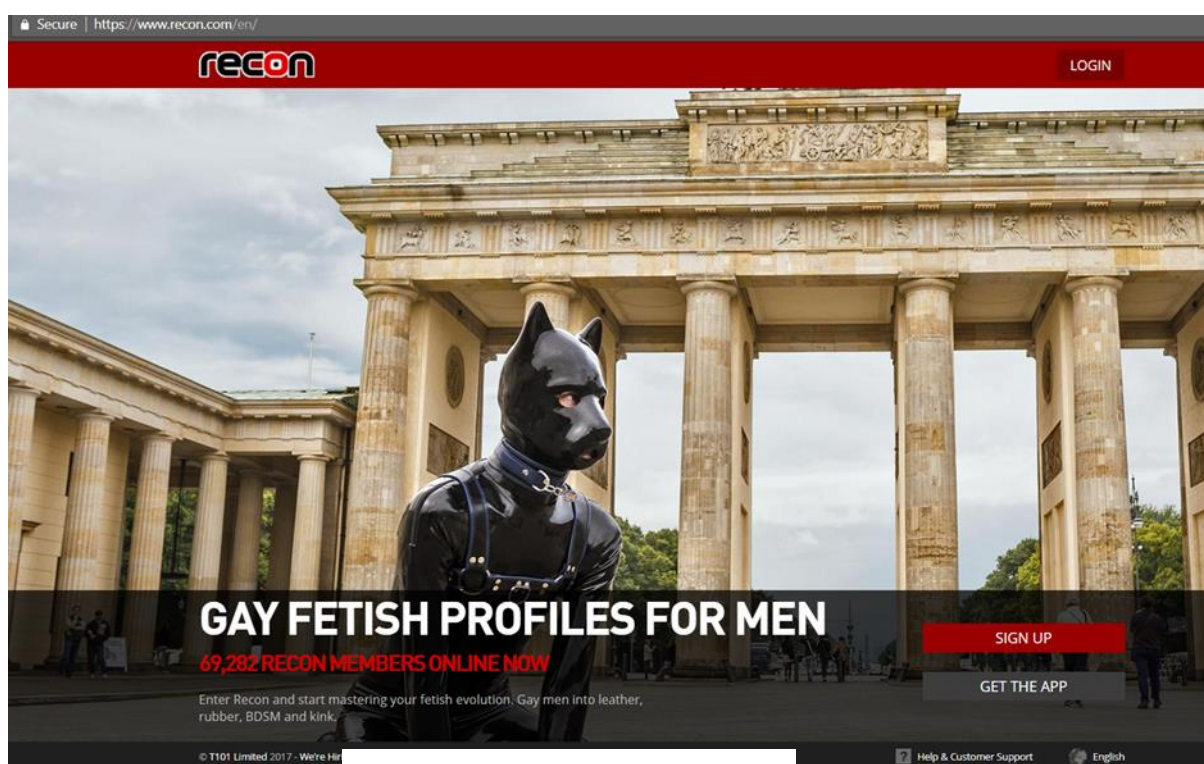 Secure | https://www.recon.com/en/
recon
LOGIN
GAY FETISH PROFILES FOR MEN
69,282 RECON MEMBERS ONLINE NOW
Enter Recon and start mastering your fetish evolution. Gay men into leather,
rubber, BDSM and kink.
SIGN UP
GET THE APP
© T101 Limited 2017 - We're Hir
? Help & Customer Support
English